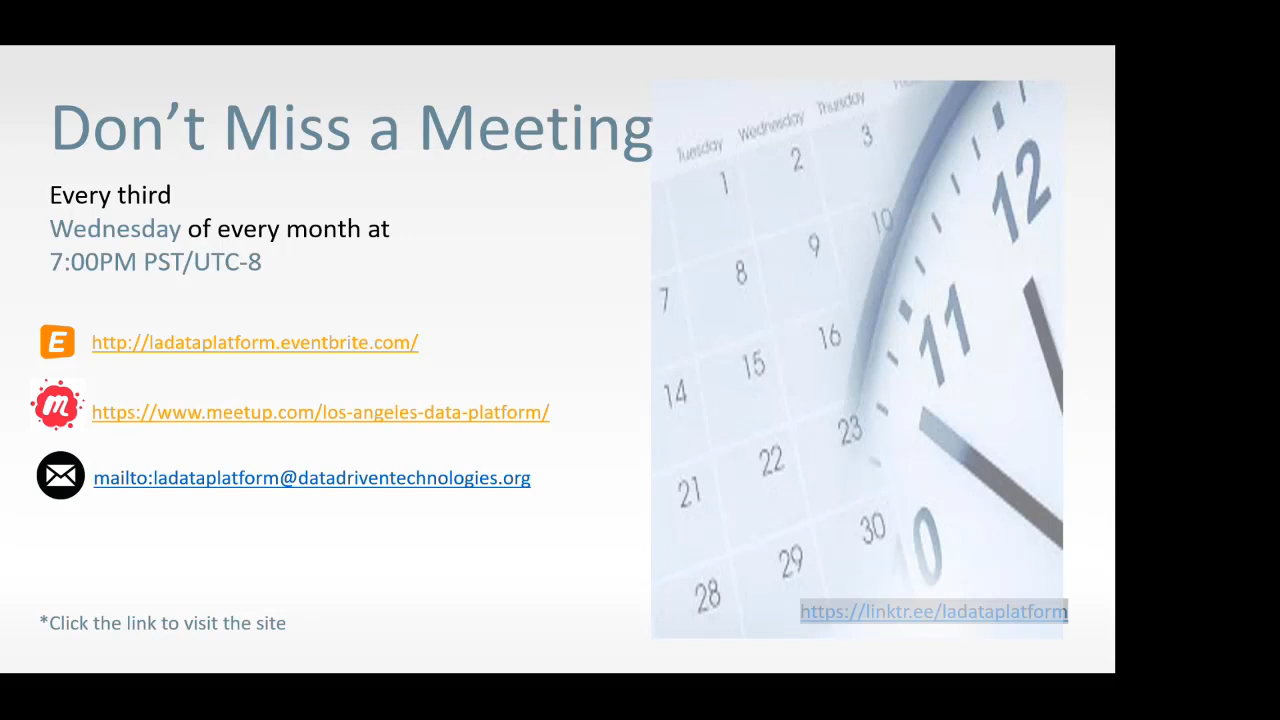 Don't Miss a Meeting
Every third
Wednesday of every month at
7:00PM PST/UTC-8
E http://ladataplatform.eventbrite.com/
m https://www.meetup.com/los-angeles-data-platform/
mailto:ladataplatform@datadriventechnologies.org
*Click the link to visit the site
Tuesday Wednesday Thursday
1 2 3
7 8 9 10
14 15 16
21 22 23
28 29 30
12
11
0
https://linktr.ee/ladataplatform